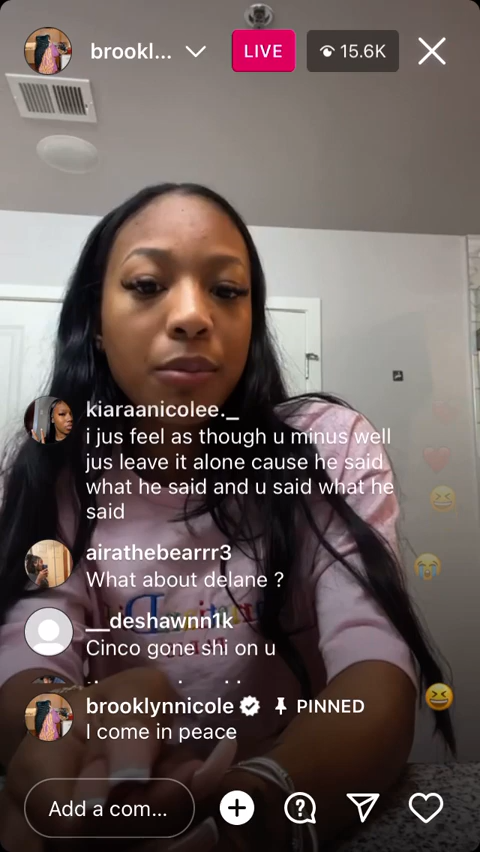 brookl...
LIVE
15.6K
kiaraanicolee._
i jus feel as though u minus well
jus leave it alone cause he said
what he said and u said what he
said
airathebearrr3
What about delane ?
__deshawnn1k
Cinco gone shi on u
brooklynnicole PINNED
I come in peace
Add a com...